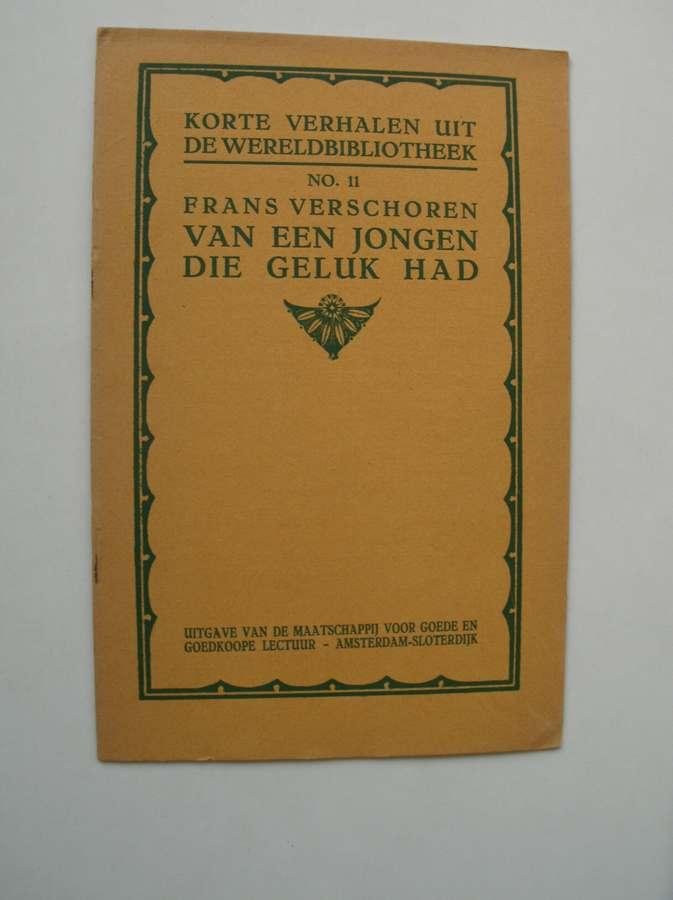 KORTE VERHALEN UIT
DE WERELDBIBLIOTHEEK
NO. 11
FRANS VERSCHOREN
VAN EEN JONGEN
DIE GELUK HAD
UITGAVE VAN DE MAATSCHAPPIJ VOOR GOEDE EN
GOEDKOOPE LECTUUR - AMSTERDAM-SLOTERDIJK